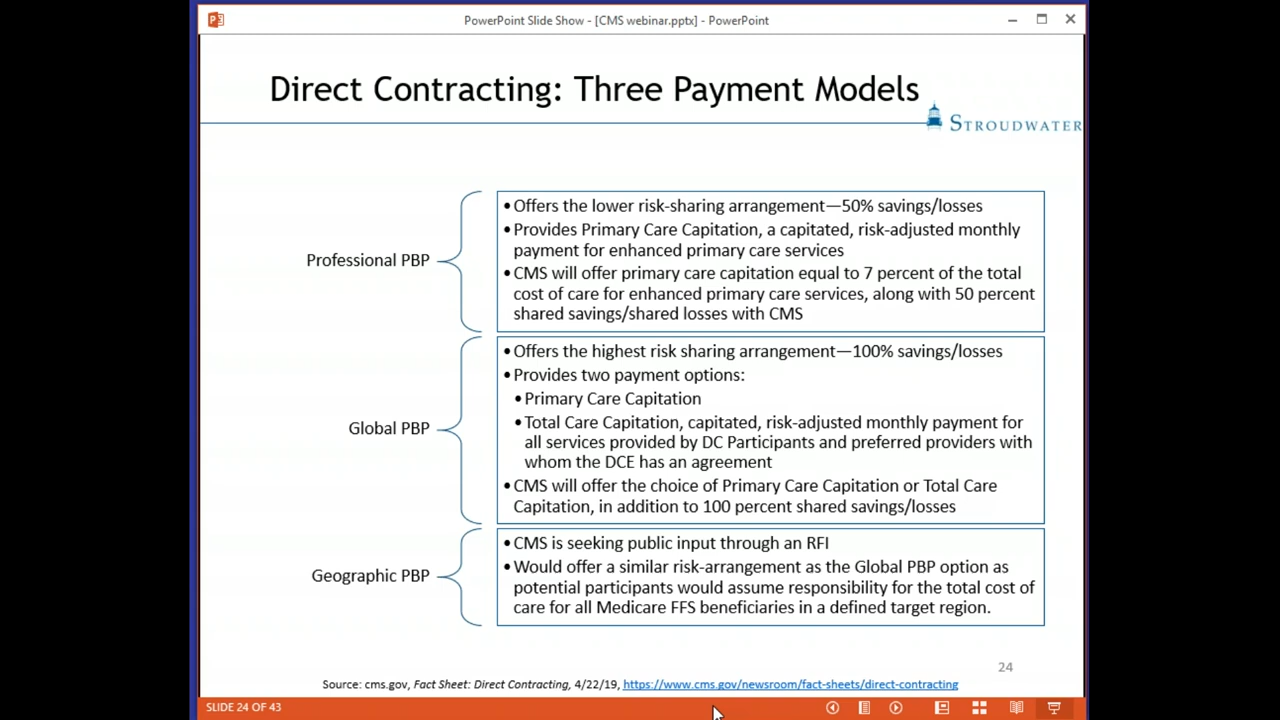 PowerPoint Slide Show - [CMS webinar.pptx] - PowerPoint
Direct Contracting: Three Payment Models
STROUDWATER
Professional PBP
•Offers the lower risk-sharing arrangement—50% savings/losses
•Provides Primary Care Capitation, a capitated, risk-adjusted monthly
payment for enhanced primary care services
•CMS will offer primary care capitation equal to 7 percent of the total
cost of care for enhanced primary care services, along with 50 percent
shared savings/shared losses with CMS
Global PBP
•Offers the highest risk sharing arrangement—100% savings/losses
•Provides two payment options:
•Primary Care Capitation
•Total Care Capitation, capitated, risk-adjusted monthly payment for
all services provided by DC Participants and preferred providers with
whom the DCE has an agreement
•CMS will offer the choice of Primary Care Capitation or Total Care
Capitation, in addition to 100 percent shared savings/losses
Geographic PBP
•CMS is seeking public input through an RFI
•Would offer a similar risk-arrangement as the Global PBP option as
potential participants would assume responsibility for the total cost of
care for all Medicare FFS beneficiaries in a defined target region.
24
Source: cms.gov, Fact Sheet: Direct Contracting, 4/22/19, https://www.cms.gov/newsroom/fact-sheets/direct-contracting
SLIDE 24 OF 43